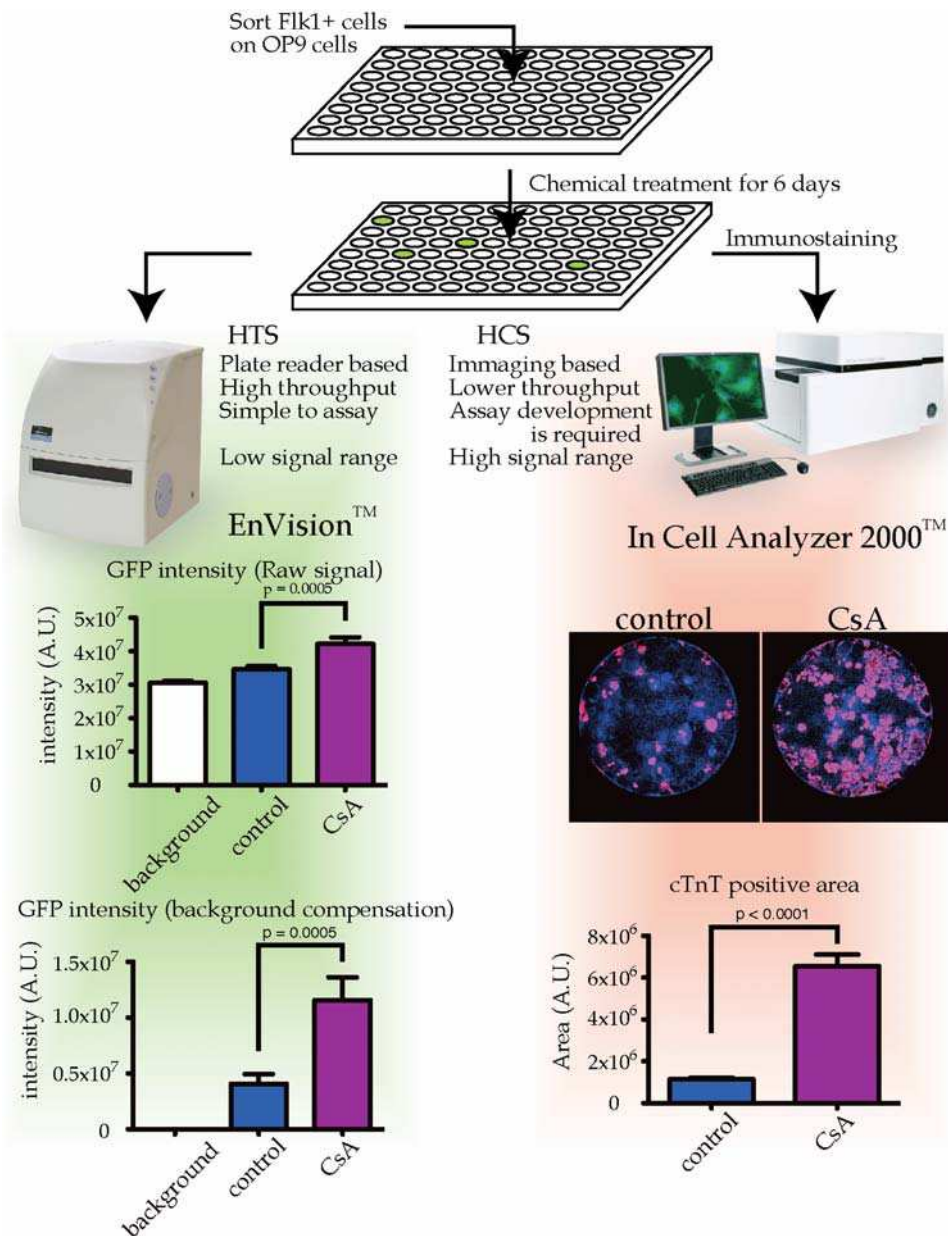 Sort Flk1+ cells
on OP9 cells
Chemical treatment for 6 days
Immunostaining
HTS
Plate reader based
High throughput
Simple to assay
Low signal range
EnVision™
HCS
Immaging based
Lower throughput
Assay development
is required
High signal range
In Cell Analyzer 2000™
GFP intensity (Raw signal)
p = 0.0005
intensity (A.U.)
5x10⁷
4x10⁷
3x10⁷
2x10⁷
1x10⁷
0
background
control
CsA
control
CsA
GFP intensity (background compensation)
p = 0.0005
intensity (A.U.)
1.5x10⁷
1.0x10⁷
0.5x10⁷
0
background
control
CsA
cTnT positive area
p < 0.0001
Area (A.U.)
8x10⁶
6x10⁶
4x10⁶
2x10⁶
0
control
CsA